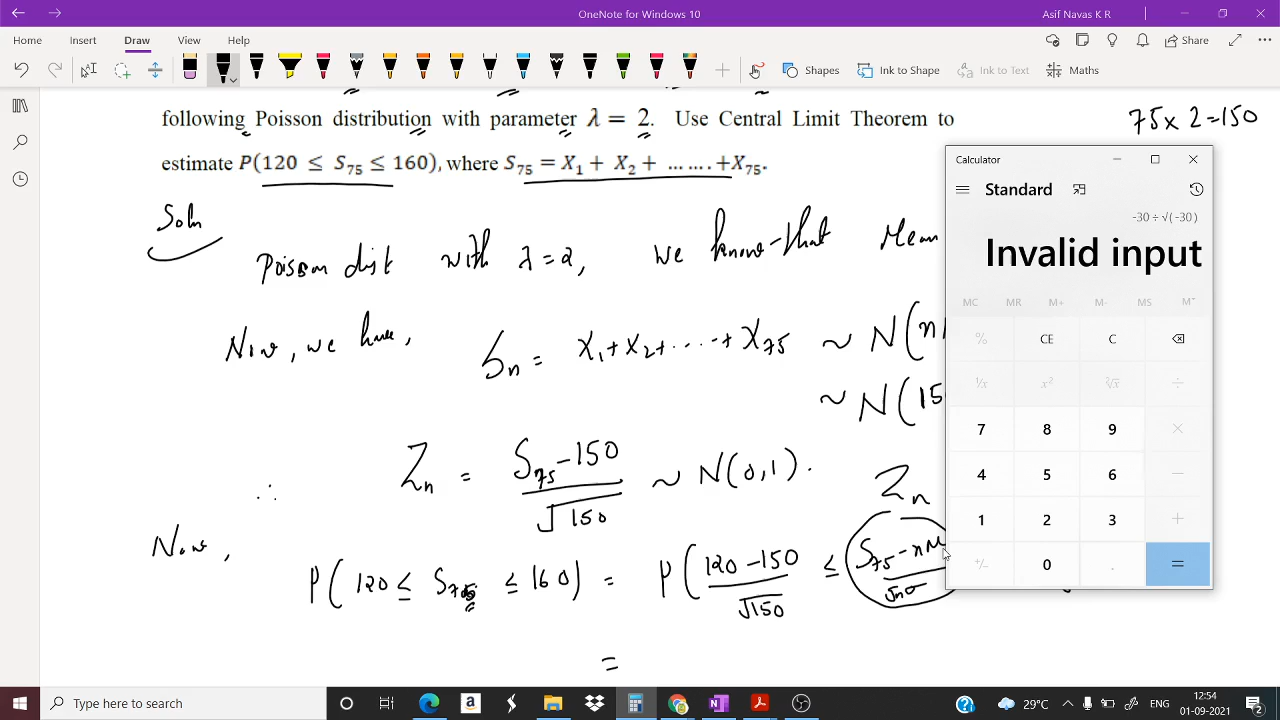 OneNote for Windows 10
Asif Navas K R
Home Insert Draw View Help
Share
Shapes
Ink to Shape
Ink to Text
Maths
following Poisson distribution with parameter λ = 2. Use Central Limit Theorem to
75 x 2 = 150
estimate P(120 ≤ S₇₅ ≤ 160), where S₇₅ = X₁ + X₂ + ... ... . +X₇₅.
Soln
Poisson dist with λ = 2, We know that Mean
Now, we have, Sₙ = X₁ + X₂ + ..... + X₇₅ ~ N(n
~ N(15
∴ Zₙ = (S₇₅ - 150)/√150 ~ N(0,1).
Zₙ
Now,
P(120 ≤ S₇₅ ≤ 160) = P((120 - 150)/√150 ≤ (S₇₅ - nM)/√nσ
=
Calculator
Standard
-30 ÷ √(-30)
Invalid input
MC MR M+ M- MS M˅
% CE C
¹/x x² ²√x ÷
7 8 9 ×
4 5 6 −
1 2 3 +
+/− 0 . =
Type here to search
29°C
ENG
12:54
01-09-2021
2